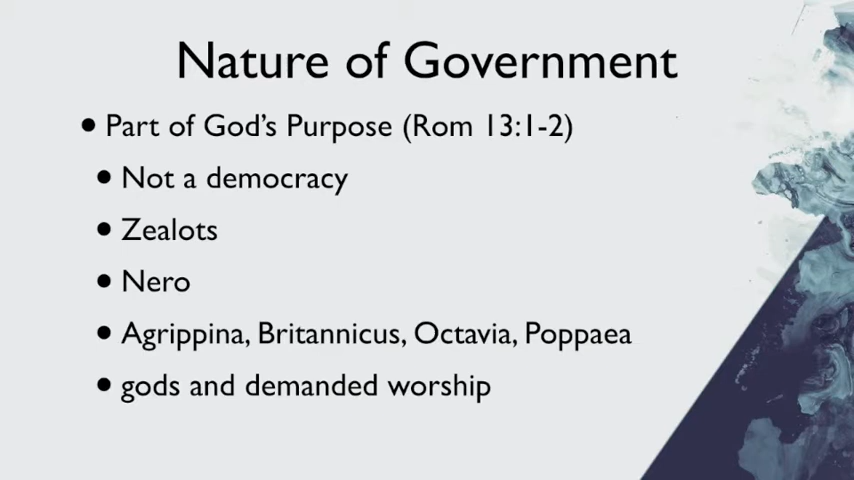 Nature of Government
• Part of God's Purpose (Rom 13:1-2)
• Not a democracy
• Zealots
• Nero
• Agrippina, Britannicus, Octavia, Poppaea
• gods and demanded worship